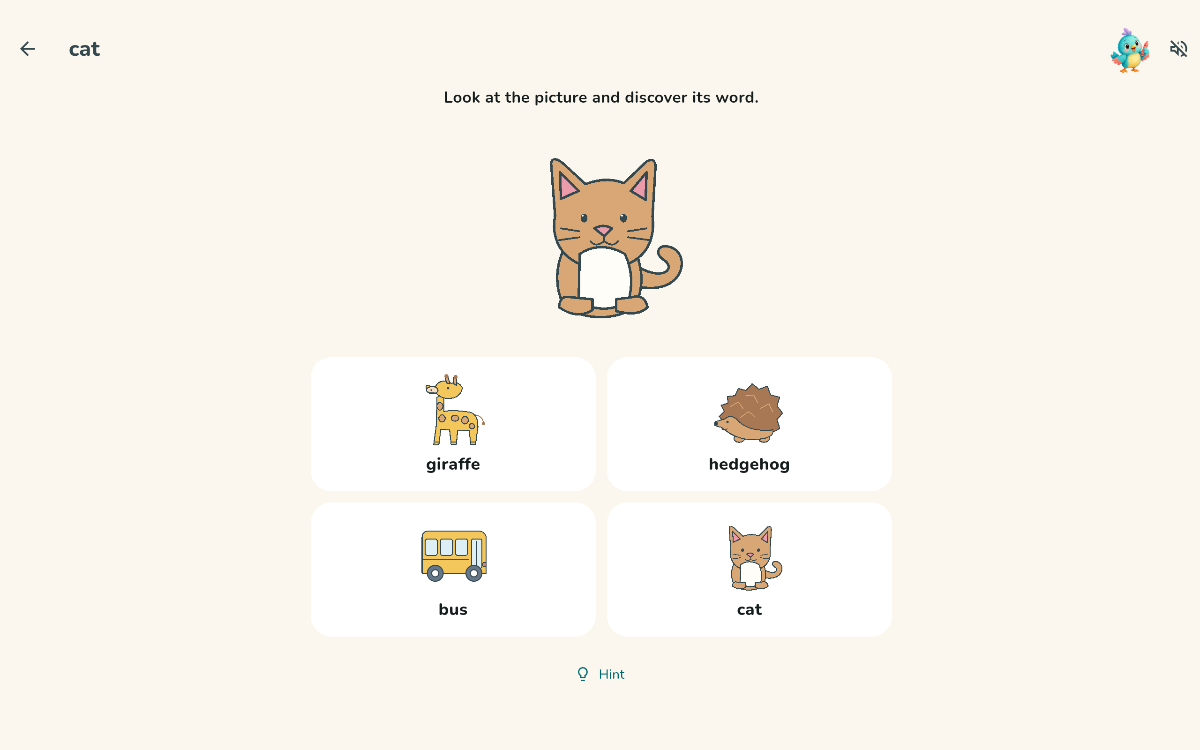 cat
Look at the picture and discover its word.
giraffe
hedgehog
bus
cat
Hint